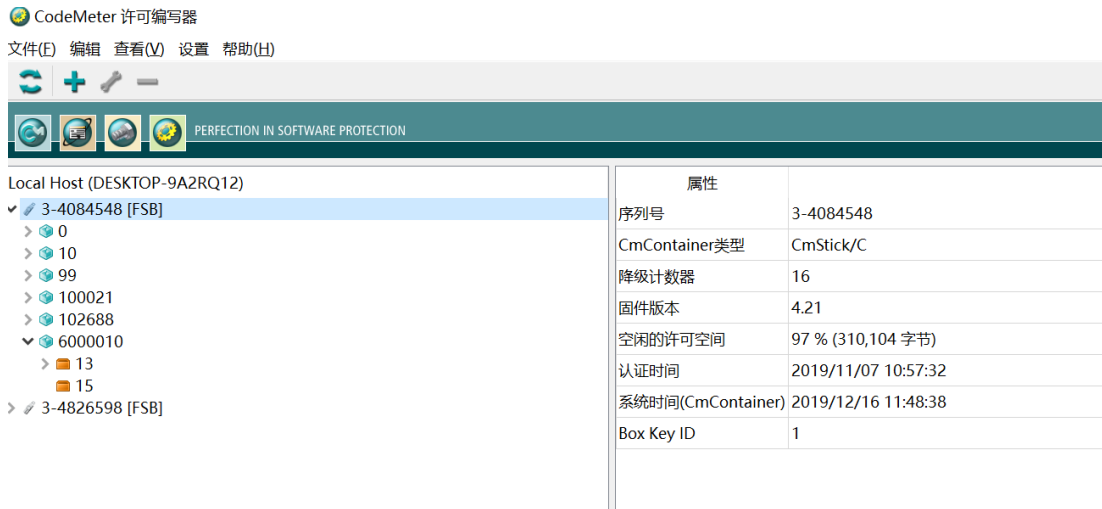 CodeMeter 许可编写器
文件(F) 编辑 查看(V) 设置 帮助(H)
PERFECTION IN SOFTWARE PROTECTION
Local Host (DESKTOP-9A2RQ12)
3-4084548 [FSB]
0
10
99
100021
102688
6000010
13
15
3-4826598 [FSB]
属性
序列号 3-4084548
CmContainer类型 CmStick/C
降级计数器 16
固件版本 4.21
空闲的许可空间 97 % (310,104 字节)
认证时间 2019/11/07 10:57:32
系统时间(CmContainer) 2019/12/16 11:48:38
Box Key ID 1